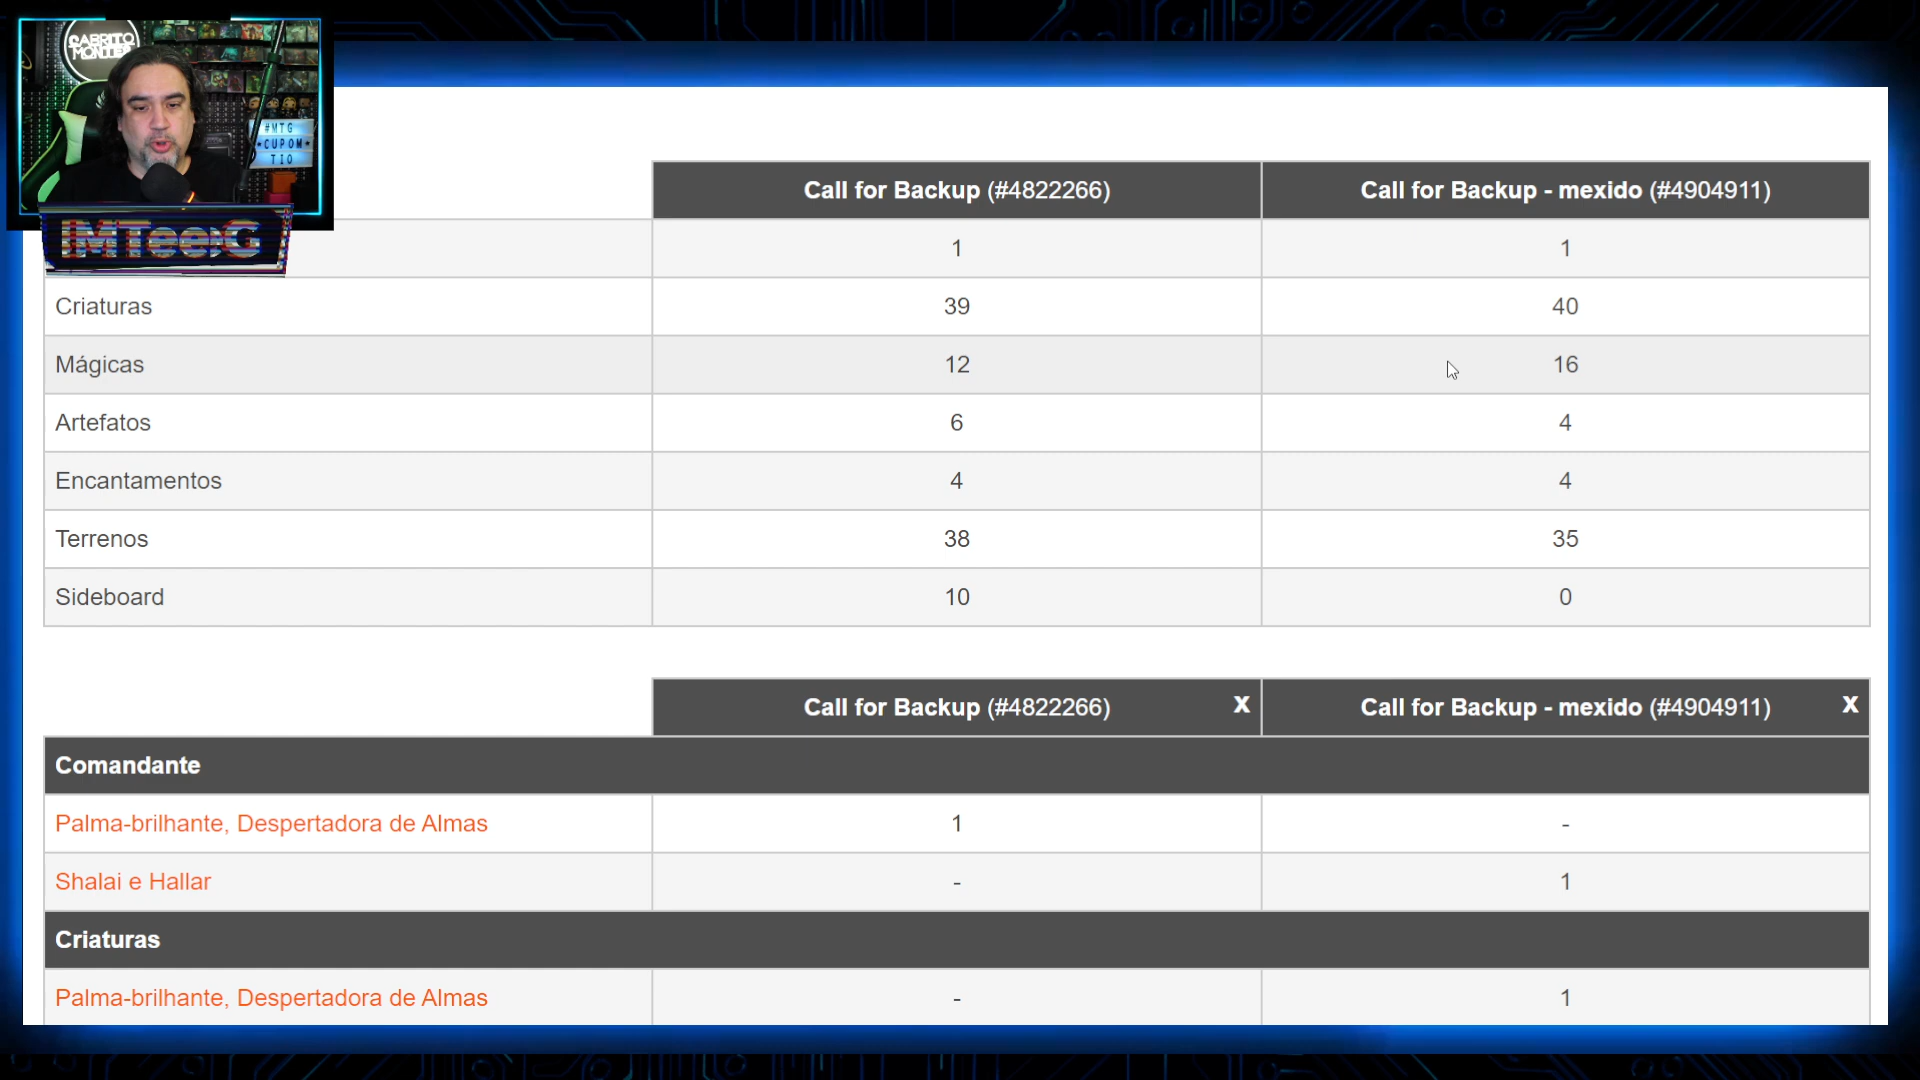 #MTG
CUPOM
TIO
Call for Backup (#4822266) Call for Backup - mexido (#4904911)
1 1
Criaturas 39 40
Mágicas 12 16
Artefatos 6 4
Encantamentos 4 4
Terrenos 38 35
Sideboard 10 0
Call for Backup (#4822266) X Call for Backup - mexido (#4904911) X
Comandante
Palma-brilhante, Despertadora de Almas 1 -
Shalai e Hallar - 1
Criaturas
Palma-brilhante, Despertadora de Almas - 1